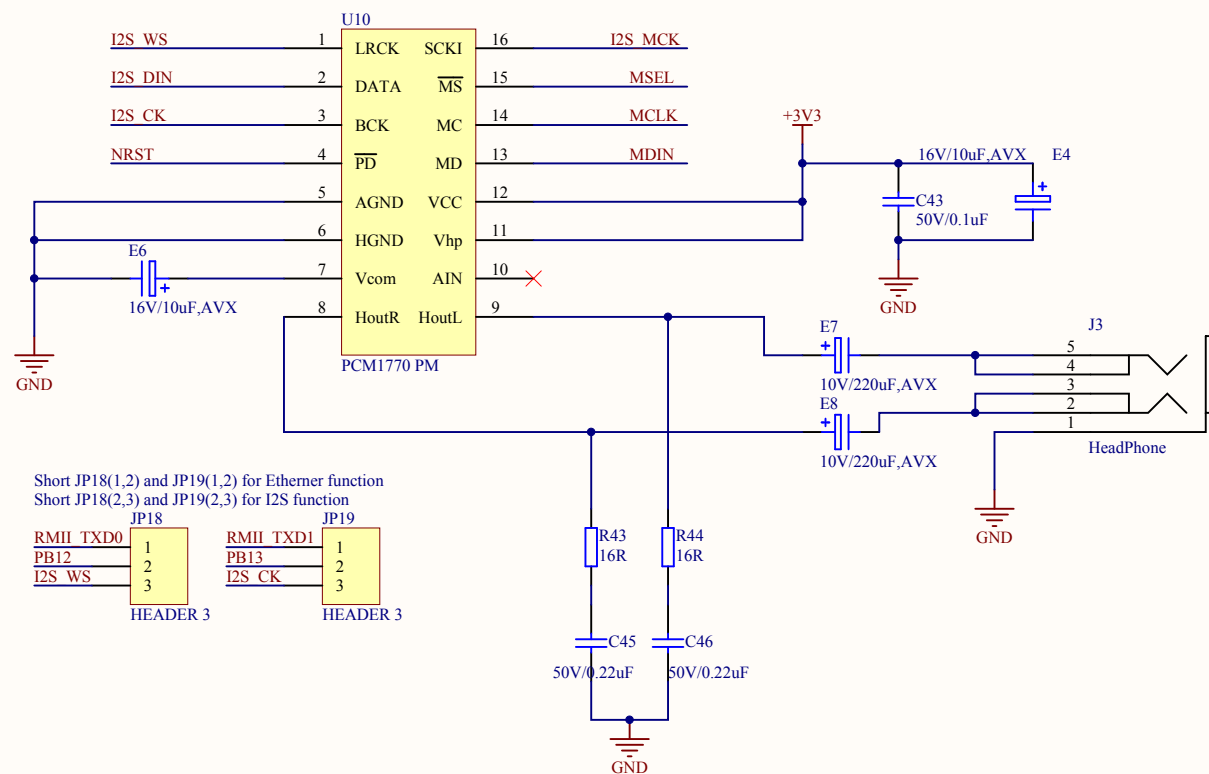 U10
I2S_WS 1 LRCK SCKI 16 I2S_MCK
I2S_DIN 2 DATA MS 15 MSEL
I2S_CK 3 BCK MC 14 MCLK
NRST 4 PD MD 13 MDIN
5 AGND VCC 12
6 HGND Vhp 11
7 Vcom AIN 10
8 HoutR HoutL 9
PCM1770 PM
E6
16V/10uF,AVX
GND
+3V3
16V/10uF,AVX E4
C43
50V/0.1uF
GND
E7
10V/220uF,AVX
E8
10V/220uF,AVX
J3
5
4
3
2
1
HeadPhone
GND
R43
16R
R44
16R
C45
50V/0.22uF
C46
50V/0.22uF
GND
Short JP18(1,2) and JP19(1,2) for Etherner function
Short JP18(2,3) and JP19(2,3) for I2S function
JP18
RMII_TXD0 1
PB12 2
I2S_WS 3
HEADER 3
JP19
RMII_TXD1 1
PB13 2
I2S_CK 3
HEADER 3